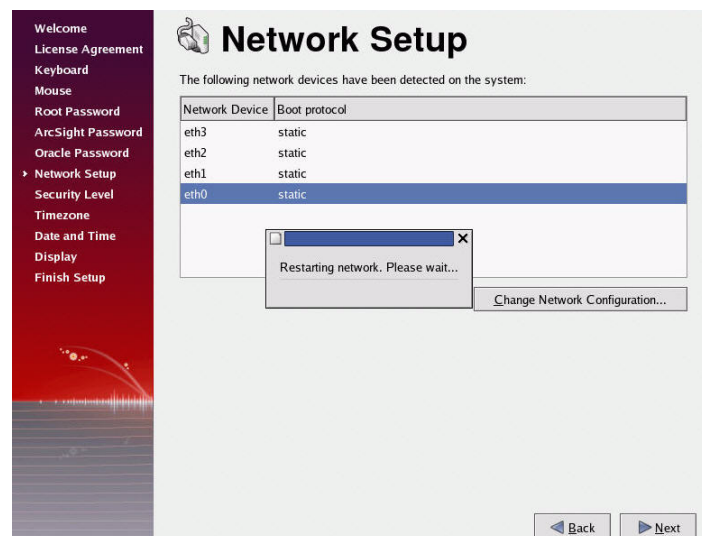 Welcome
License Agreement
Keyboard
Mouse
Root Password
ArcSight Password
Oracle Password
Network Setup
Security Level
Timezone
Date and Time
Display
Finish Setup
Network Setup
The following network devices have been detected on the system:
Network Device Boot protocol
eth3 static
eth2 static
eth1 static
eth0 static
Restarting network. Please wait...
Change Network Configuration...
Back Next